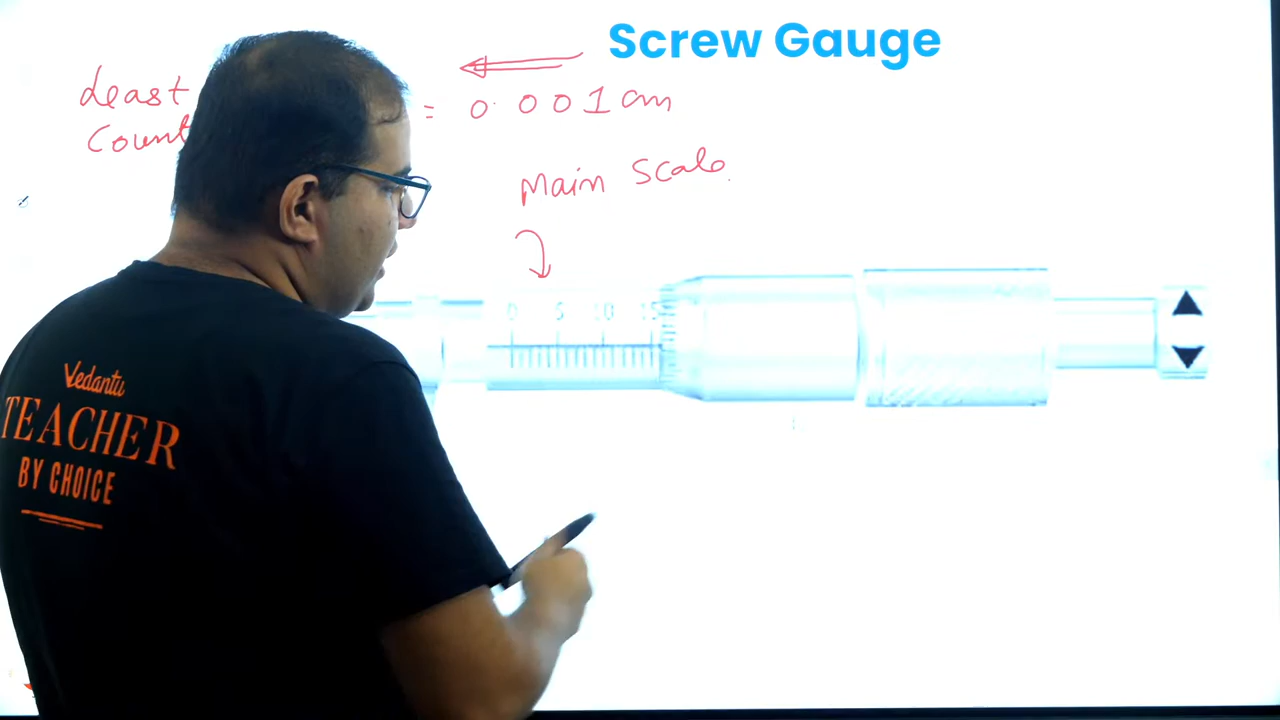 Screw Gauge
Least
Count
= 0.001 cm
Main Scale
0 5 10 15
Vedantu
TEACHER
BY CHOICE